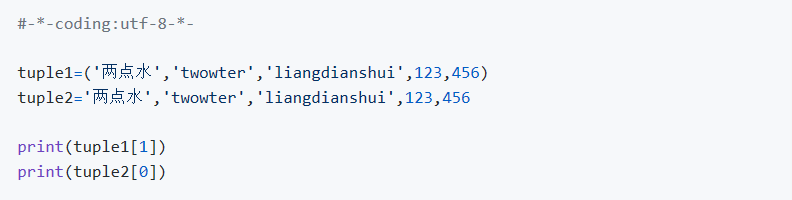 #-*-coding:utf-8-*-
tuple1=('两点水','twowter','liangdianshui',123,456)
tuple2='两点水','twowter','liangdianshui',123,456
print(tuple1[1])
print(tuple2[0])